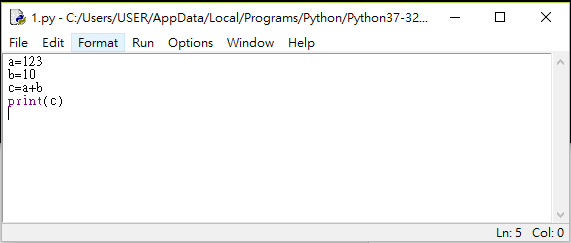 1.py - C:/Users/USER/AppData/Local/Programs/Python/Python37-32...
File Edit Format Run Options Window Help
a=123
b=10
c=a+b
print(c)
Ln: 5 Col: 0